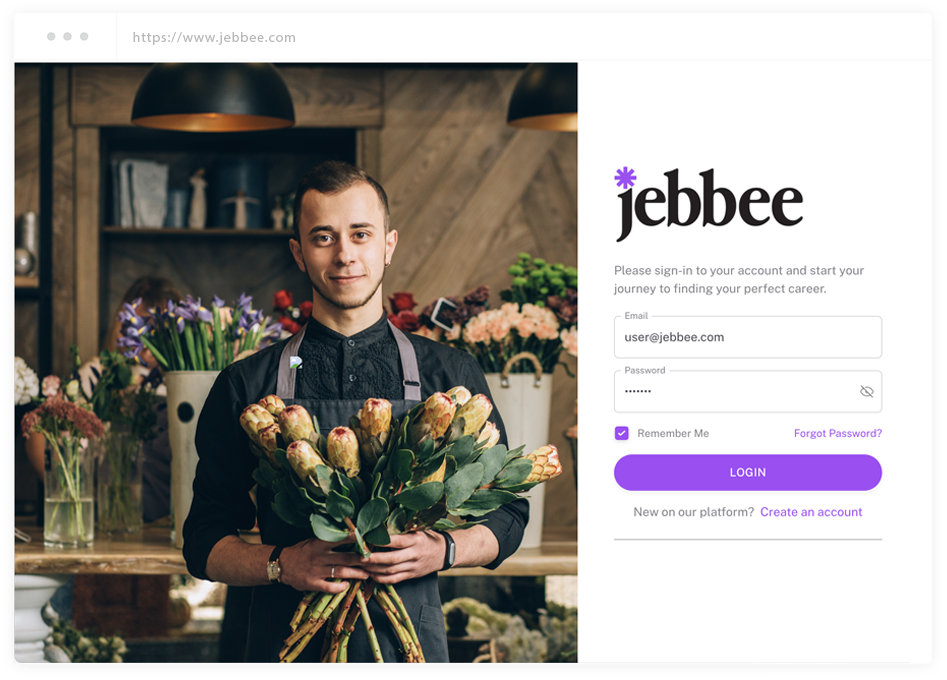 https://www.jebbee.com
jebbee
Please sign-in to your account and start your
journey to finding your perfect career.
Email
user@jebbee.com
Password
•••••••
Remember Me
Forgot Password?
LOGIN
New on our platform? Create an account